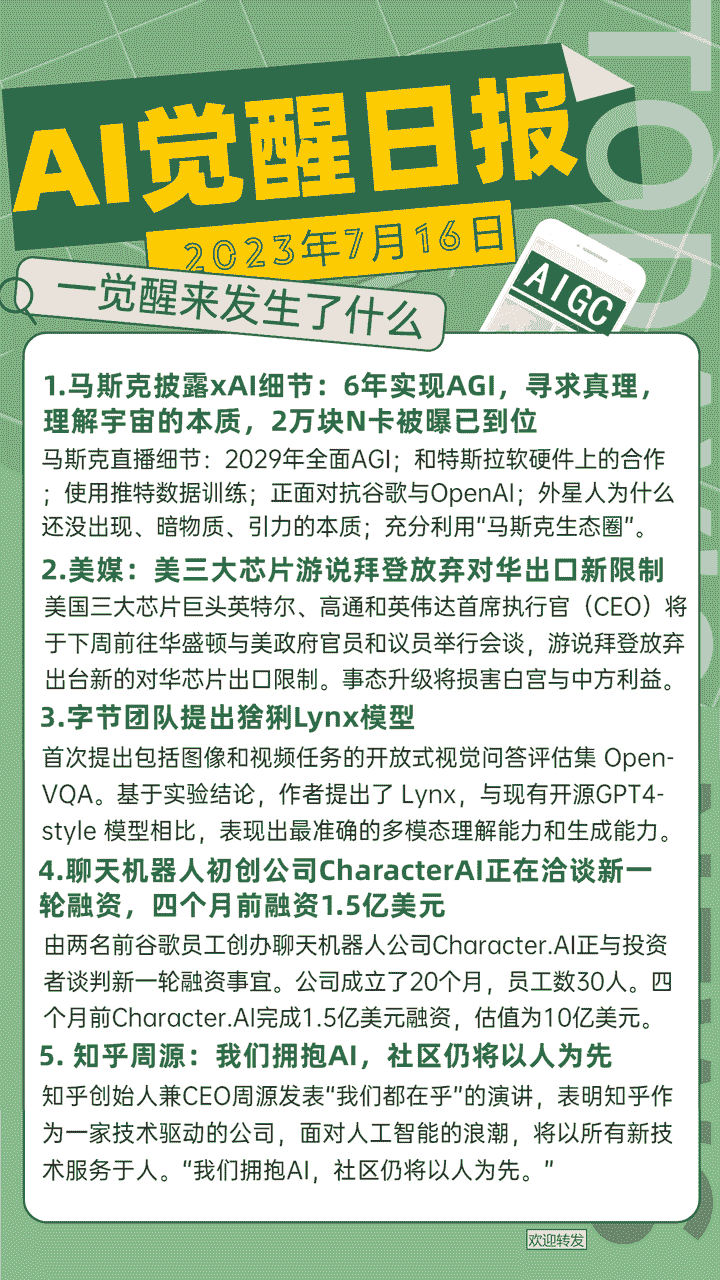 AI觉醒日报
2023年7月16日
一觉醒来发生了什么
AIGC
1.马斯克披露xAI细节：6年实现AGI，寻求真理，
理解宇宙的本质，2万块N卡被曝已到位
马斯克直播细节：2029年全面AGI；和特斯拉软硬件上的合作
；使用推特数据训练；正面对抗谷歌与OpenAI；外星人为什么
还没出现、暗物质、引力的本质；充分利用“马斯克生态圈”。
2.美媒：美三大芯片游说拜登放弃对华出口新限制
美国三大芯片巨头英特尔、高通和英伟达首席执行官（CEO）将
于下周前往华盛顿与美政府官员和议员举行会谈，游说拜登放弃
出台新的对华芯片出口限制。事态升级将损害白宫与中方利益。
3.字节团队提出猞猁Lynx模型
首次提出包括图像和视频任务的开放式视觉问答评估集 Open-
VQA。基于实验结论，作者提出了 Lynx，与现有开源GPT4-
style 模型相比，表现出最准确的多模态理解能力和生成能力。
4.聊天机器人初创公司CharacterAI正在洽谈新一
轮融资，四个月前融资1.5亿美元
由两名前谷歌员工创办聊天机器人公司Character.AI正与投资
者谈判新一轮融资事宜。公司成立了20个月，员工数30人。四
个月前Character.AI完成1.5亿美元融资，估值为10亿美元。
5. 知乎周源：我们拥抱AI，社区仍将以人为先
知乎创始人兼CEO周源发表“我们都在乎”的演讲，表明知乎作
为一家技术驱动的公司，面对人工智能的浪潮，将以所有新技
术服务于人。“我们拥抱AI，社区仍将以人为先。”
欢迎转发